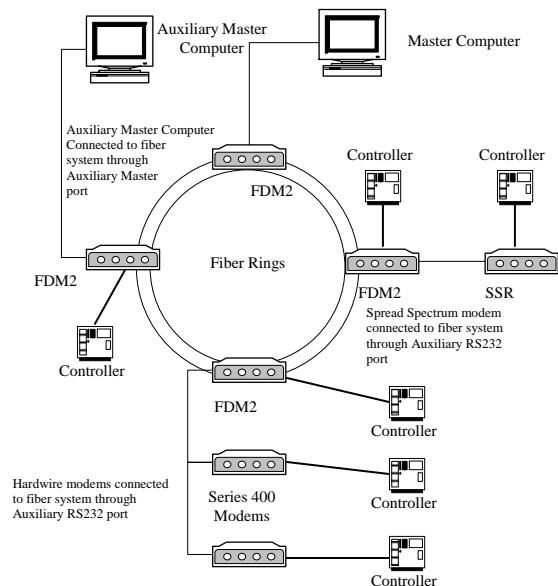 Auxiliary Master
Computer
Master Computer
Auxiliary Master Computer
Connected to fiber
system through
Auxiliary Master
port
Controller
Controller
FDM2
Fiber Rings
FDM2
FDM2
SSR
Spread Spectrum modem
connected to fiber system
through Auxiliary RS232
port
Controller
FDM2
Controller
Hardwire modems connected
to fiber system through
Auxiliary RS232 port
Series 400
Modems
Controller
Controller